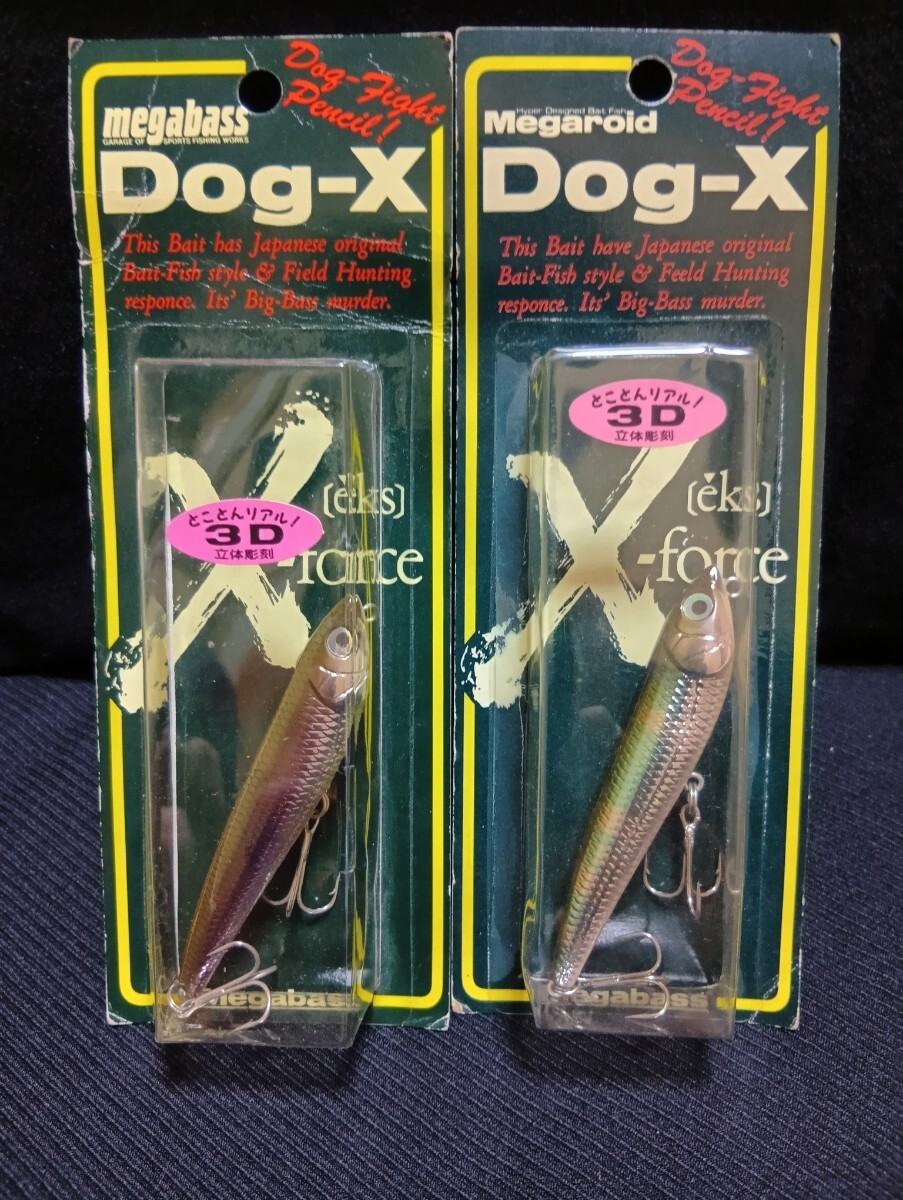 Dog-Fight
Pencil!
megabass
GARAGE OF SPORTS FISHING WORKS
Dog-X
This Bait has Japanese original
Bait-Fish style & Field Hunting
responce. Its' Big-Bass murder.
とことんリアル!
3D
立体彫刻
X
[ěks]
-force
megabass
Dog-Fight
Pencil!
Hyper Designed Bait Fish
Megaroid
Dog-X
This Bait have Japanese original
Bait-Fish style & Feeld Hunting
responce. Its' Big-Bass murder.
とことんリアル!
3D
立体彫刻
X
[ěks]
-force
megabass